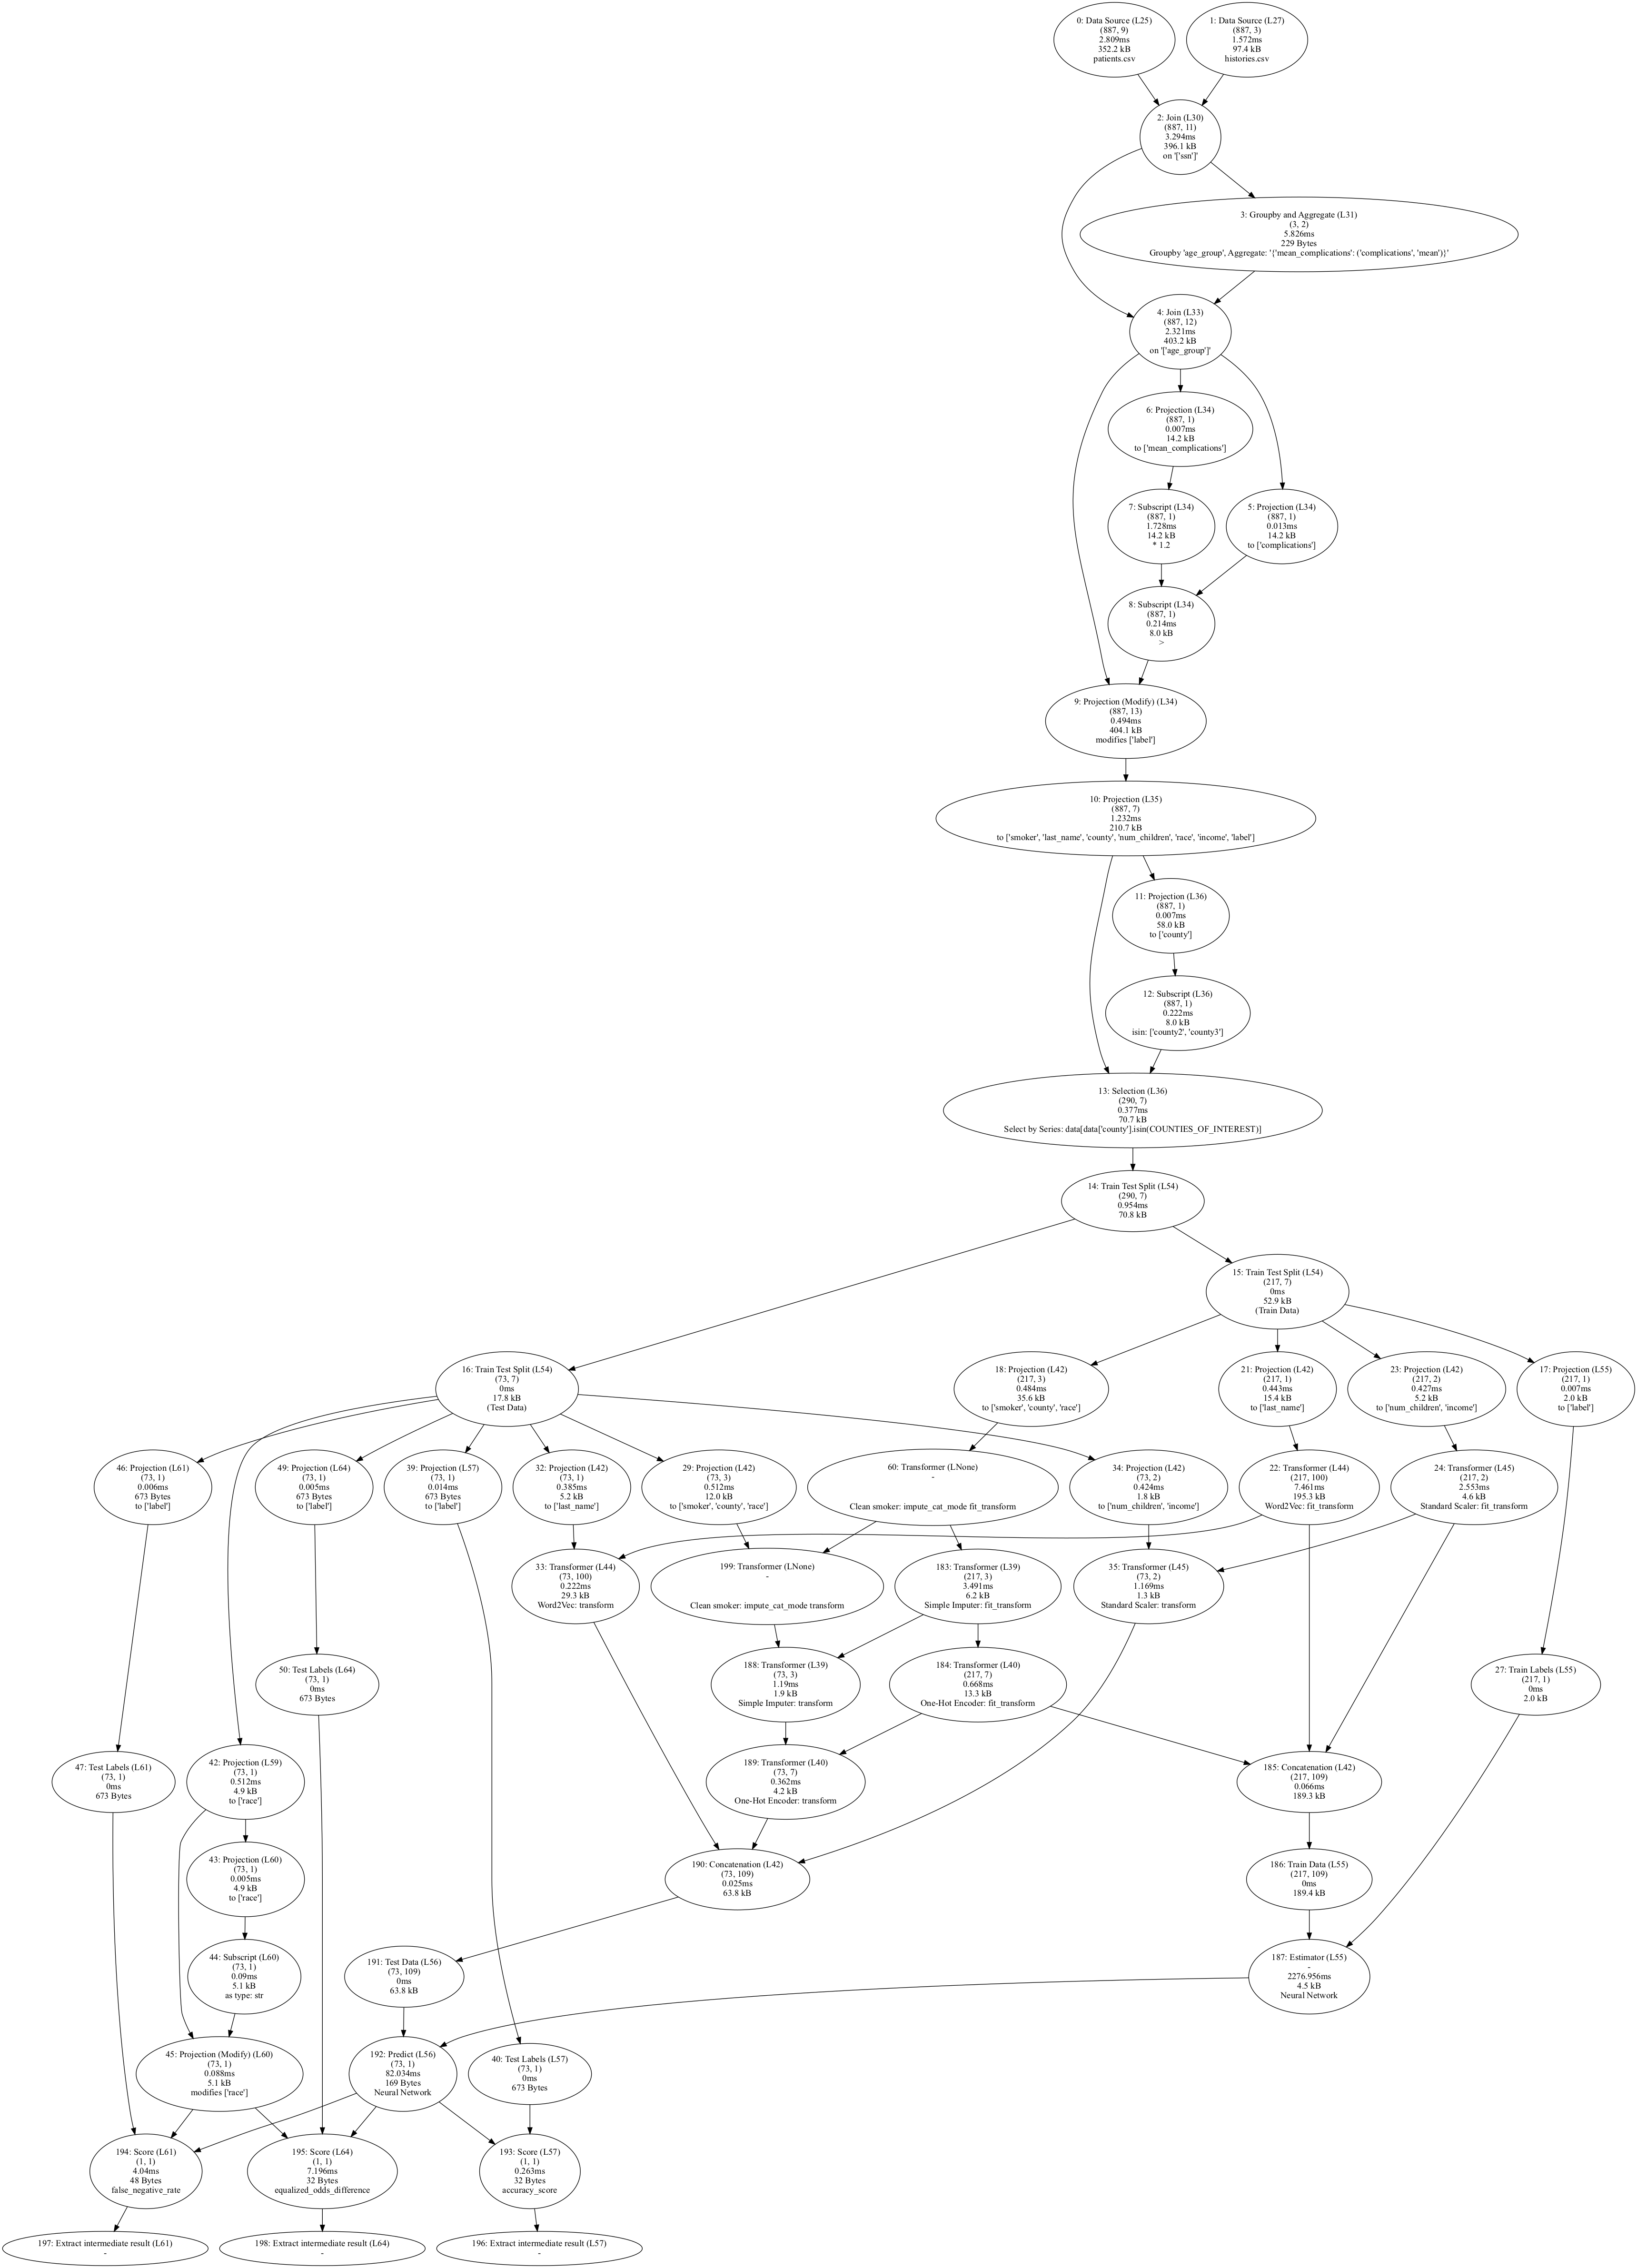 0: Data Source (L25)
(887, 9)
2.809ms
352.2 kB
patients.csv
1: Data Source (L27)
(887, 3)
1.572ms
97.4 kB
histories.csv
2: Join (L30)
(887, 11)
3.294ms
396.1 kB
on '['ssn']'
3: Groupby and Aggregate (L31)
(3, 2)
5.826ms
229 Bytes
Groupby 'age_group', Aggregate: '{'mean_complications': ('complications', 'mean')}'
4: Join (L33)
(887, 12)
2.321ms
403.2 kB
on '['age_group']'
6: Projection (L34)
(887, 1)
0.007ms
14.2 kB
to ['mean_complications']
7: Subscript (L34)
(887, 1)
1.728ms
14.2 kB
* 1.2
5: Projection (L34)
(887, 1)
0.013ms
14.2 kB
to ['complications']
8: Subscript (L34)
(887, 1)
0.214ms
8.0 kB
>
9: Projection (Modify) (L34)
(887, 13)
0.494ms
404.1 kB
modifies ['label']
10: Projection (L35)
(887, 7)
1.232ms
210.7 kB
to ['smoker', 'last_name', 'county', 'num_children', 'race', 'income', 'label']
11: Projection (L36)
(887, 1)
0.007ms
58.0 kB
to ['county']
12: Subscript (L36)
(887, 1)
0.222ms
8.0 kB
isin: ['county2', 'county3']
13: Selection (L36)
(290, 7)
0.377ms
70.7 kB
Select by Series: data[data['county'].isin(COUNTIES_OF_INTEREST)]
14: Train Test Split (L54)
(290, 7)
0.954ms
70.8 kB
15: Train Test Split (L54)
(217, 7)
0ms
52.9 kB
(Train Data)
16: Train Test Split (L54)
(73, 7)
0ms
17.8 kB
(Test Data)
18: Projection (L42)
(217, 3)
0.484ms
35.6 kB
to ['smoker', 'county', 'race']
21: Projection (L42)
(217, 1)
0.443ms
15.4 kB
to ['last_name']
23: Projection (L42)
(217, 2)
0.427ms
5.2 kB
to ['num_children', 'income']
17: Projection (L55)
(217, 1)
0.007ms
2.0 kB
to ['label']
46: Projection (L61)
(73, 1)
0.006ms
673 Bytes
to ['label']
49: Projection (L64)
(73, 1)
0.005ms
673 Bytes
to ['label']
39: Projection (L57)
(73, 1)
0.014ms
673 Bytes
to ['label']
32: Projection (L42)
(73, 1)
0.385ms
5.2 kB
to ['last_name']
29: Projection (L42)
(73, 3)
0.512ms
12.0 kB
to ['smoker', 'county', 'race']
60: Transformer (LNone)
-
Clean smoker: impute_cat_mode fit_transform
34: Projection (L42)
(73, 2)
0.424ms
1.8 kB
to ['num_children', 'income']
22: Transformer (L44)
(217, 100)
7.461ms
195.3 kB
Word2Vec: fit_transform
24: Transformer (L45)
(217, 2)
2.553ms
4.6 kB
Standard Scaler: fit_transform
33: Transformer (L44)
(73, 100)
0.222ms
29.3 kB
Word2Vec: transform
199: Transformer (LNone)
-
Clean smoker: impute_cat_mode transform
183: Transformer (L39)
(217, 3)
3.491ms
6.2 kB
Simple Imputer: fit_transform
35: Transformer (L45)
(73, 2)
1.169ms
1.3 kB
Standard Scaler: transform
50: Test Labels (L64)
(73, 1)
0ms
673 Bytes
188: Transformer (L39)
(73, 3)
1.19ms
1.9 kB
Simple Imputer: transform
184: Transformer (L40)
(217, 7)
0.668ms
13.3 kB
One-Hot Encoder: fit_transform
27: Train Labels (L55)
(217, 1)
0ms
2.0 kB
47: Test Labels (L61)
(73, 1)
0ms
673 Bytes
42: Projection (L59)
(73, 1)
0.512ms
4.9 kB
to ['race']
189: Transformer (L40)
(73, 7)
0.362ms
4.2 kB
One-Hot Encoder: transform
185: Concatenation (L42)
(217, 109)
0.066ms
189.3 kB
43: Projection (L60)
(73, 1)
0.005ms
4.9 kB
to ['race']
190: Concatenation (L42)
(73, 109)
0.025ms
63.8 kB
186: Train Data (L55)
(217, 109)
0ms
189.4 kB
44: Subscript (L60)
(73, 1)
0.09ms
5.1 kB
as type: str
191: Test Data (L56)
(73, 109)
0ms
63.8 kB
187: Estimator (L55)
-
2276.956ms
4.5 kB
Neural Network
45: Projection (Modify) (L60)
(73, 1)
0.088ms
5.1 kB
modifies ['race']
192: Predict (L56)
(73, 1)
82.034ms
169 Bytes
Neural Network
40: Test Labels (L57)
(73, 1)
0ms
673 Bytes
194: Score (L61)
(1, 1)
4.04ms
48 Bytes
false_negative_rate
195: Score (L64)
(1, 1)
7.196ms
32 Bytes
equalized_odds_difference
193: Score (L57)
(1, 1)
0.263ms
32 Bytes
accuracy_score
197: Extract intermediate result (L61)
-
198: Extract intermediate result (L64)
-
196: Extract intermediate result (L57)
-